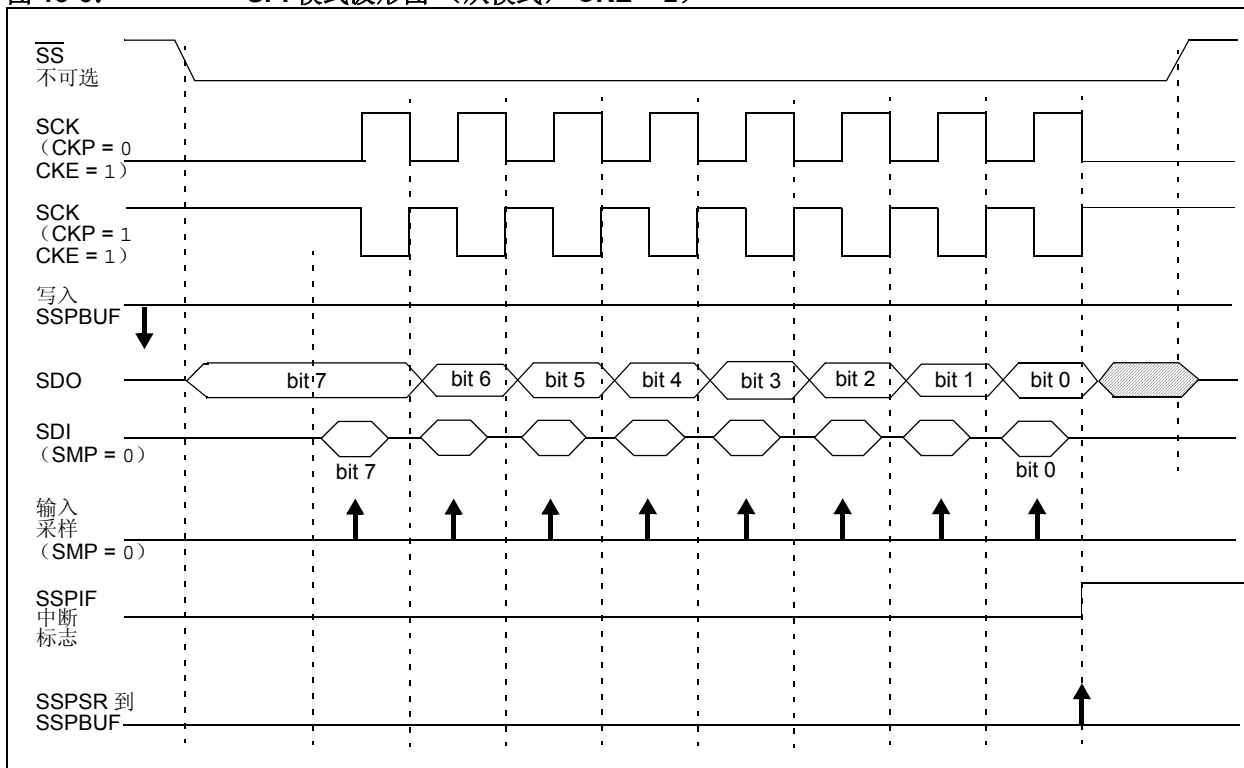 SS
不可选
SCK
（CKP = 0
CKE = 1）
SCK
（CKP = 1
CKE = 1）
写入
SSPBUF
SDO
bit 7
bit 6
bit 5
bit 4
bit 3
bit 2
bit 1
bit 0
SDI
（SMP = 0）
bit 7
bit 0
输入
采样
（SMP = 0）
SSPIF
中断
标志
SSPSR 到
SSPBUF